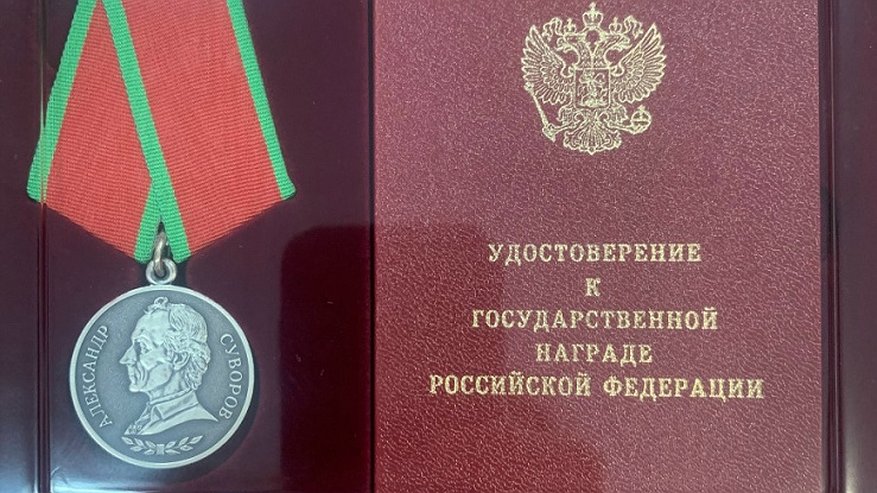 АЛЕКСАНДР СУВОРОВ
УДОСТОВЕРЕНИЕ
К
ГОСУДАРСТВЕННОЙ
НАГРАДЕ
РОССИЙСКОЙ ФЕДЕРАЦИИ